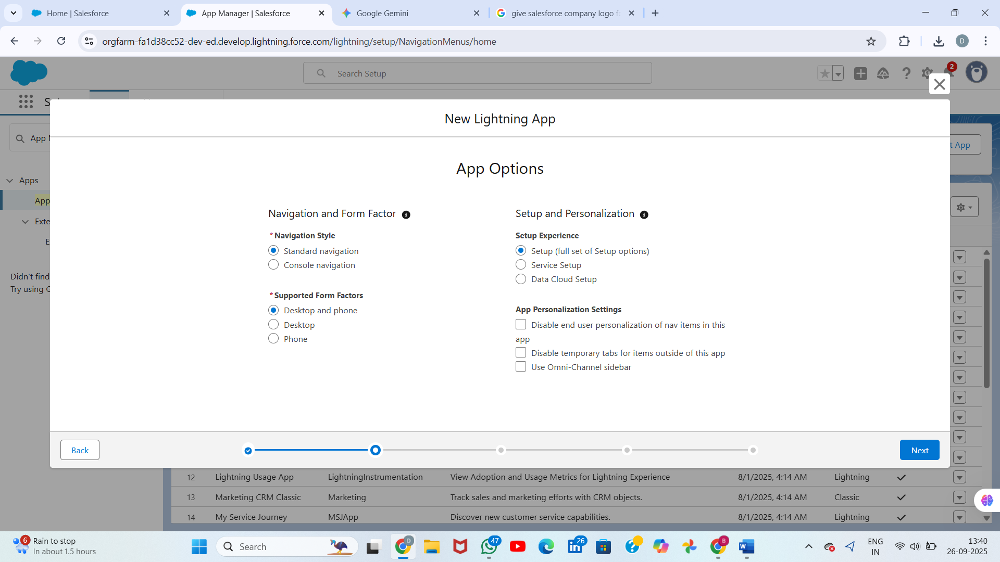 Home | Salesforce
App Manager | Salesforce
Google Gemini
give salesforce company logo
orgfarm-fa1d38cc52-dev-ed.develop.lightning.force.com/lightning/setup/NavigationMenus/home
D
Search Setup
2
New Lightning App
App
t App
App Options
Apps
App
Navigation and Form Factor
Setup and Personalization
Exte
*Navigation Style
Setup Experience
E
Standard navigation
Setup (full set of Setup options)
Console navigation
Service Setup
Didn't find
Data Cloud Setup
Try using G
*Supported Form Factors
App Personalization Settings
Desktop and phone
Disable end user personalization of nav items in this
Desktop
app
Phone
Disable temporary tabs for items outside of this app
Use Omni-Channel sidebar
Back
Next
12 Lightning Usage App LightningInstrumentation View Adoption and Usage Metrics for Lightning Experience 8/1/2025, 4:14 AM Lightning
13 Marketing CRM Classic Marketing Track sales and marketing efforts with CRM objects. 8/1/2025, 4:14 AM Classic
14 My Service Journey MSJApp Discover new customer service capabilities. 8/1/2025, 4:14 AM Lightning
6
Rain to stop
In about 1.5 hours
Search
D
47
26
B
W
ENG
IN
13:40
26-09-2025